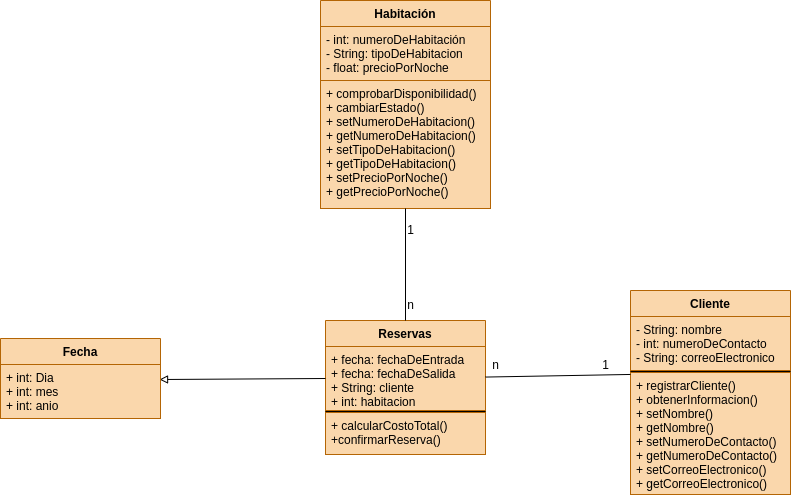 Habitación
- int: numeroDeHabitación
- String: tipoDeHabitacion
- float: precioPorNoche
+ comprobarDisponibilidad()
+ cambiarEstado()
+ setNumeroDeHabitacion()
+ getNumeroDeHabitacion()
+ setTipoDeHabitacion()
+ getTipoDeHabitacion()
+ setPrecioPorNoche()
+ getPrecioPorNoche()
1
n
Fecha
+ int: Dia
+ int: mes
+ int: anio
Reservas
+ fecha: fechaDeEntrada
+ fecha: fechaDeSalida
+ String: cliente
+ int: habitacion
+ calcularCostoTotal()
+confirmarReserva()
n
1
Cliente
- String: nombre
- int: numeroDeContacto
- String: correoElectronico
+ registrarCliente()
+ obtenerInformacion()
+ setNombre()
+ getNombre()
+ setNumeroDeContacto()
+ getNumeroDeContacto()
+ setCorreoElectronico()
+ getCorreoElectronico()